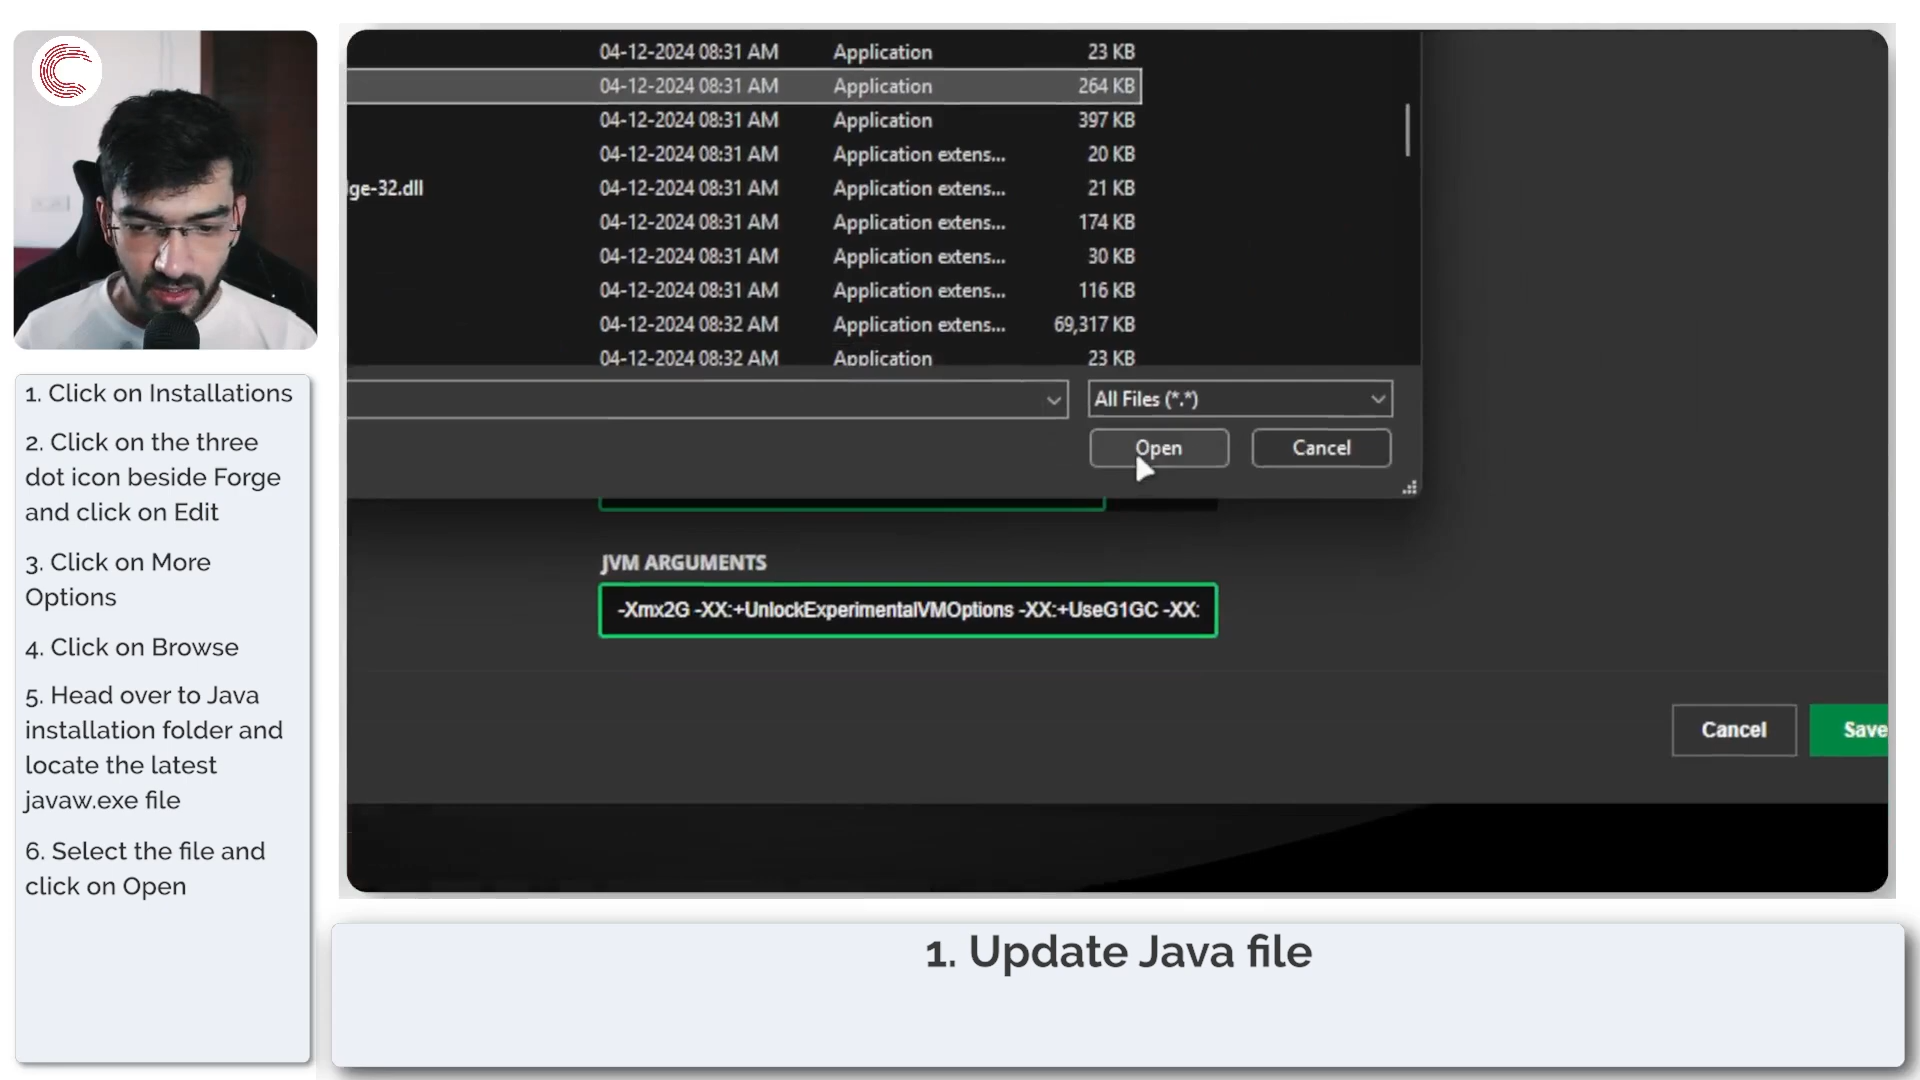 1. Click on Installations
2. Click on the three
dot icon beside Forge
and click on Edit
3. Click on More
Options
4. Click on Browse
5. Head over to Java
installation folder and
locate the latest
javaw.exe file
6. Select the file and
click on Open
04-12-2024 08:31 AM Application 23 KB
04-12-2024 08:31 AM Application 264 KB
04-12-2024 08:31 AM Application 397 KB
04-12-2024 08:31 AM Application extens... 20 KB
ge-32.dll 04-12-2024 08:31 AM Application extens... 21 KB
04-12-2024 08:31 AM Application extens... 174 KB
04-12-2024 08:31 AM Application extens... 30 KB
04-12-2024 08:31 AM Application extens... 116 KB
04-12-2024 08:32 AM Application extens... 69,317 KB
04-12-2024 08:32 AM Application 23 KB
All Files (*.*)
Open Cancel
JVM ARGUMENTS
-Xmx2G -XX:+UnlockExperimentalVMOptions -XX:+UseG1GC -XX:
Cancel Save
1. Update Java file